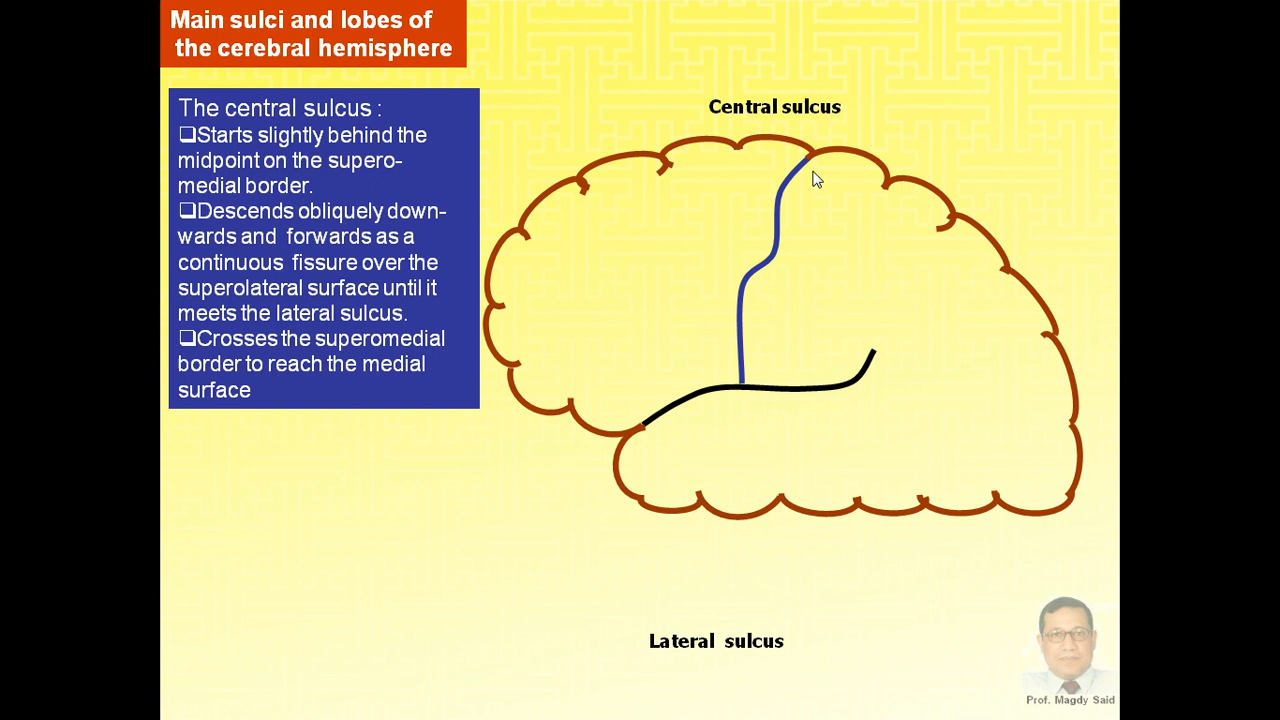 Main sulci and lobes of
the cerebral hemisphere
The central sulcus :
❑Starts slightly behind the
midpoint on the supero-
medial border.
❑Descends obliquely down-
wards and forwards as a
continuous fissure over the
superolateral surface until it
meets the lateral sulcus.
❑Crosses the superomedial
border to reach the medial
surface
Central sulcus
Lateral sulcus
Prof. Magdy Said